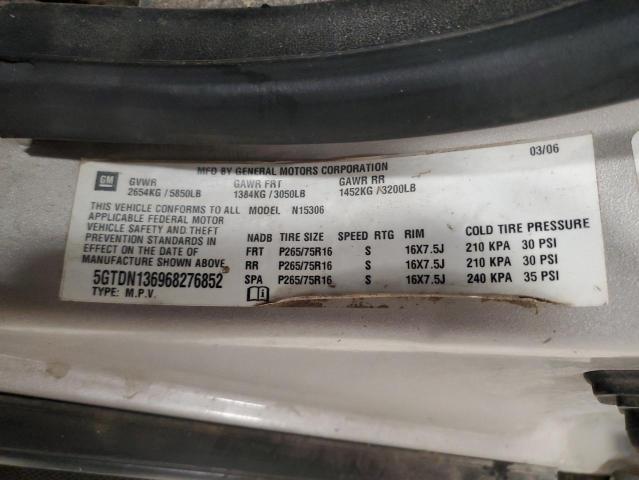 MFD BY GENERAL MOTORS CORPORATION 03/06
GM GVWR GAWR FRT GAWR RR
2654KG / 5850LB 1384KG / 3050LB 1452KG / 3200LB
THIS VEHICLE CONFORMS TO ALL MODEL N15306
APPLICABLE FEDERAL MOTOR
VEHICLE SAFETY AND THEFT
PREVENTION STANDARDS IN
EFFECT ON THE DATE OF
MANUFACTURE SHOWN ABOVE.
5GTDN136968276852
TYPE: M.P.V.
COLD TIRE PRESSURE
NADB TIRE SIZE SPEED RTG RIM
FRT P265/75R16 S 16X7.5J 210 KPA 30 PSI
RR P265/75R16 S 16X7.5J 210 KPA 30 PSI
SPA P265/75R16 S 16X7.5J 240 KPA 35 PSI